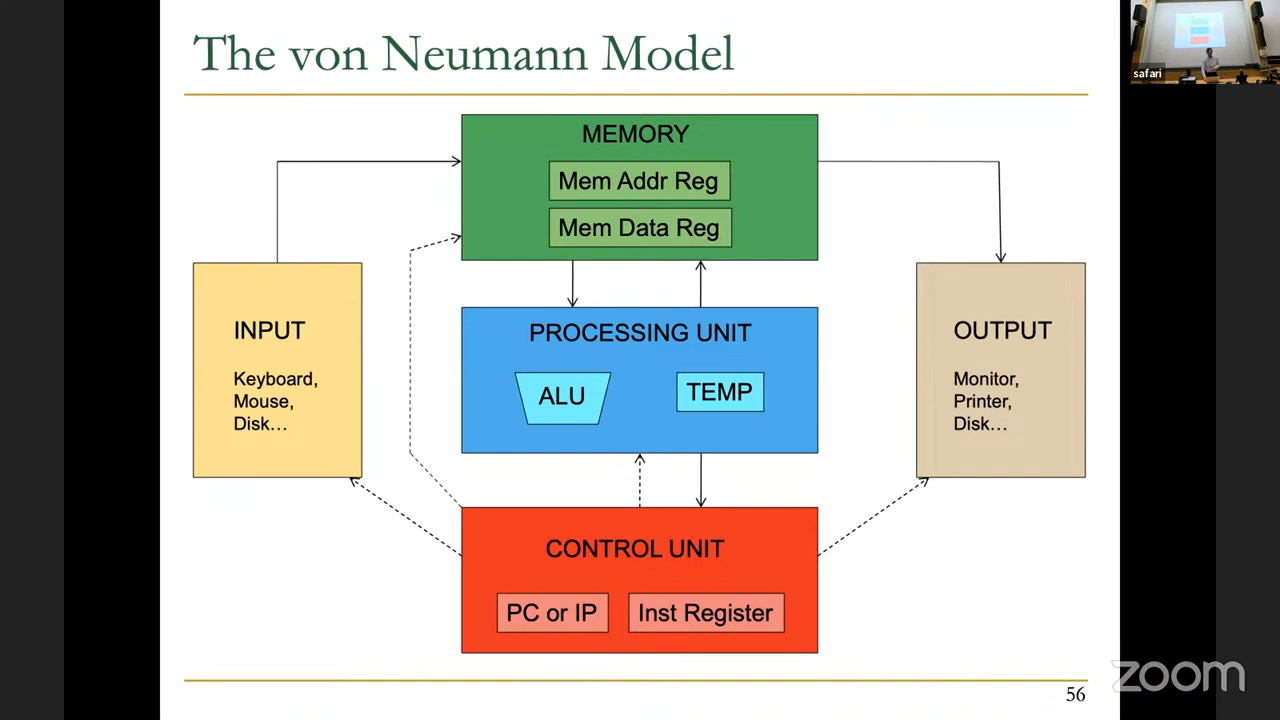 The von Neumann Model
safari
MEMORY
Mem Addr Reg
Mem Data Reg
INPUT
Keyboard,
Mouse,
Disk...
PROCESSING UNIT
ALU
TEMP
OUTPUT
Monitor,
Printer,
Disk...
CONTROL UNIT
PC or IP
Inst Register
56
zoom